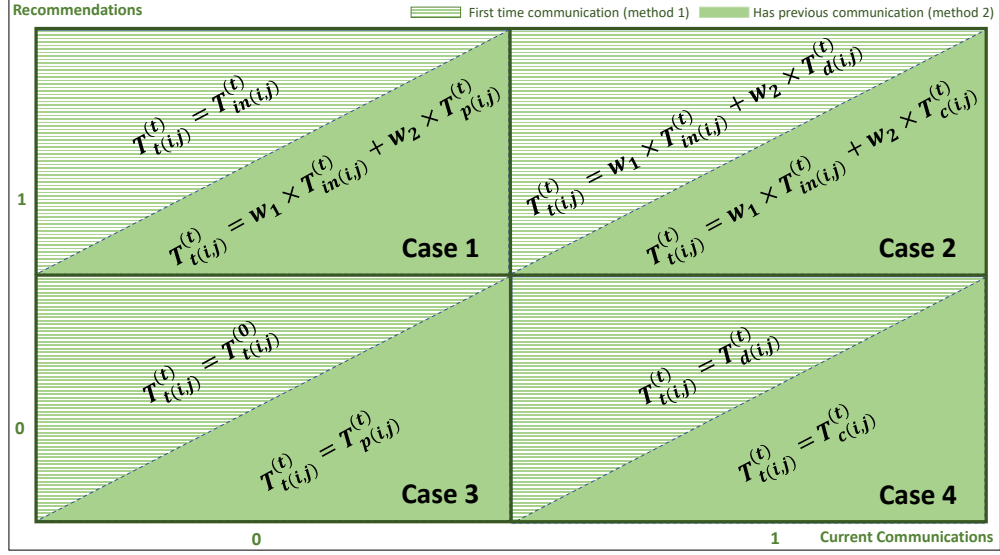 Recommendations
First time communication (method 1)
Has previous communication (method 2)
T_{t(i,j)}^{(t)} = T_{in(i,j)}^{(t)}
T_{t(i,j)}^{(t)} = w_1 × T_{in(i,j)}^{(t)} + w_2 × T_{p(i,j)}^{(t)}
Case 1
T_{t(i,j)}^{(t)} = w_1 × T_{in(i,j)}^{(t)} + w_2 × T_{d(i,j)}^{(t)}
T_{t(i,j)}^{(t)} = w_1 × T_{in(i,j)}^{(t)} + w_2 × T_{c(i,j)}^{(t)}
Case 2
1
T_{t(i,j)}^{(t)} = T_{t(i,j)}^{(0)}
T_{t(i,j)}^{(t)} = T_{p(i,j)}^{(t)}
Case 3
T_{t(i,j)}^{(t)} = T_{d(i,j)}^{(t)}
T_{t(i,j)}^{(t)} = T_{c(i,j)}^{(t)}
Case 4
0
0
1
Current Communications